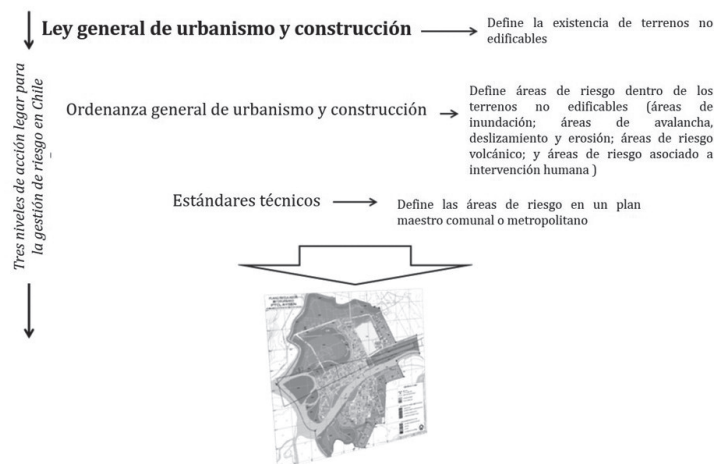 Ley general de urbanismo y construcción
Define la existencia de terrenos no
edificables
Tres niveles de acción legar para
la gestión de riesgo en Chile
Ordenanza general de urbanismo y construcción
Define áreas de riesgo dentro de los
terrenos no edificables (áreas de
inundación; áreas de avalancha,
deslizamiento y erosión; áreas de riesgo
volcánico; y áreas de riesgo asociado a
intervención humana )
Estándares técnicos
Define las áreas de riesgo en un plan
maestro comunal o metropolitano